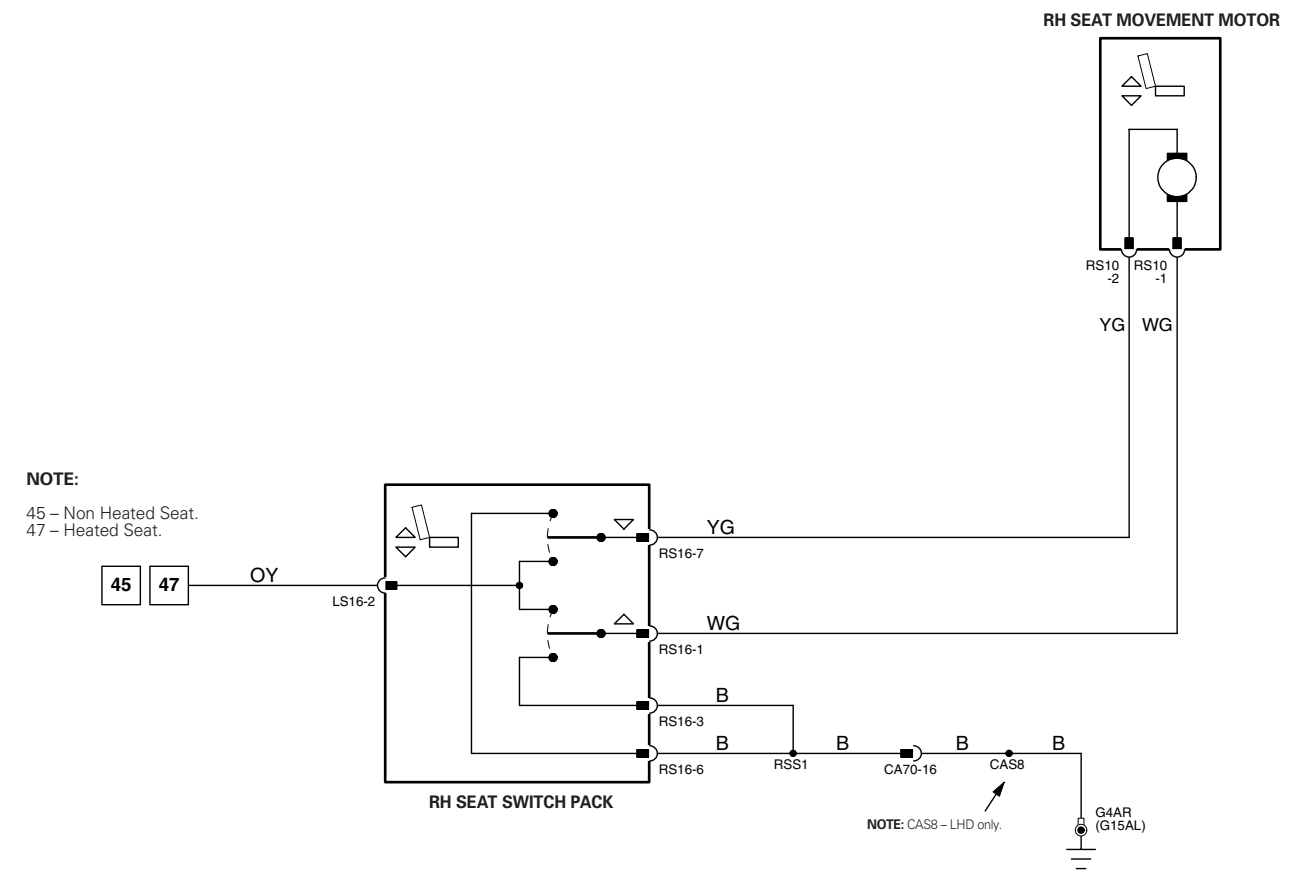 RH SEAT MOVEMENT MOTOR
RS10
-2
RS10
-1
YG
WG
NOTE:
45 – Non Heated Seat.
47 – Heated Seat.
45
47
OY
LS16-2
YG
RS16-7
WG
RS16-1
B
RS16-3
B
RS16-6
RSS1
B
CA70-16
B
CAS8
B
RH SEAT SWITCH PACK
NOTE: CAS8 – LHD only.
G4AR
(G15AL)